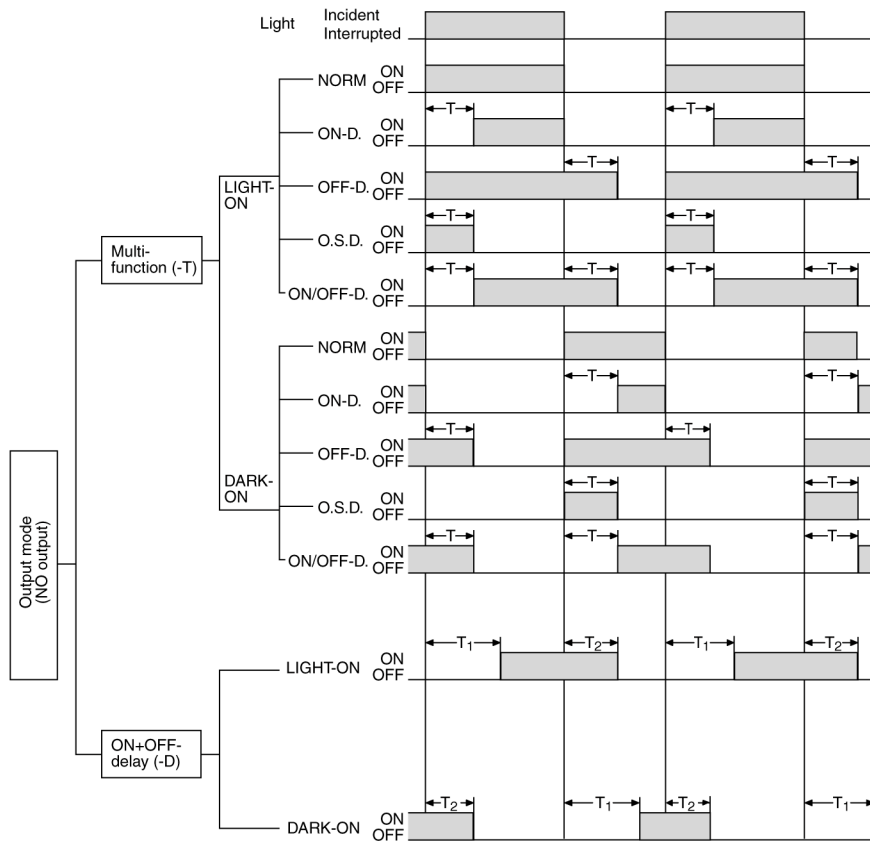 Light Incident
Interrupted
NORM ON
OFF
T T
ON-D. ON
OFF
T T
OFF-D. ON
OFF
LIGHT-
ON
T T
O.S.D. ON
OFF
Multi-
function (-T)
T T T T
ON/OFF-D. ON
OFF
NORM ON
OFF
T T
ON-D. ON
OFF
T T
OFF-D. ON
OFF
DARK-
ON
T T
O.S.D. ON
OFF
T T T
ON/OFF-D. ON
OFF
Output mode
(NO output)
T₁ T₂ T₁ T₂
LIGHT-ON ON
OFF
ON+OFF-
delay (-D)
T₂ T₁ T₂ T₁
DARK-ON ON
OFF